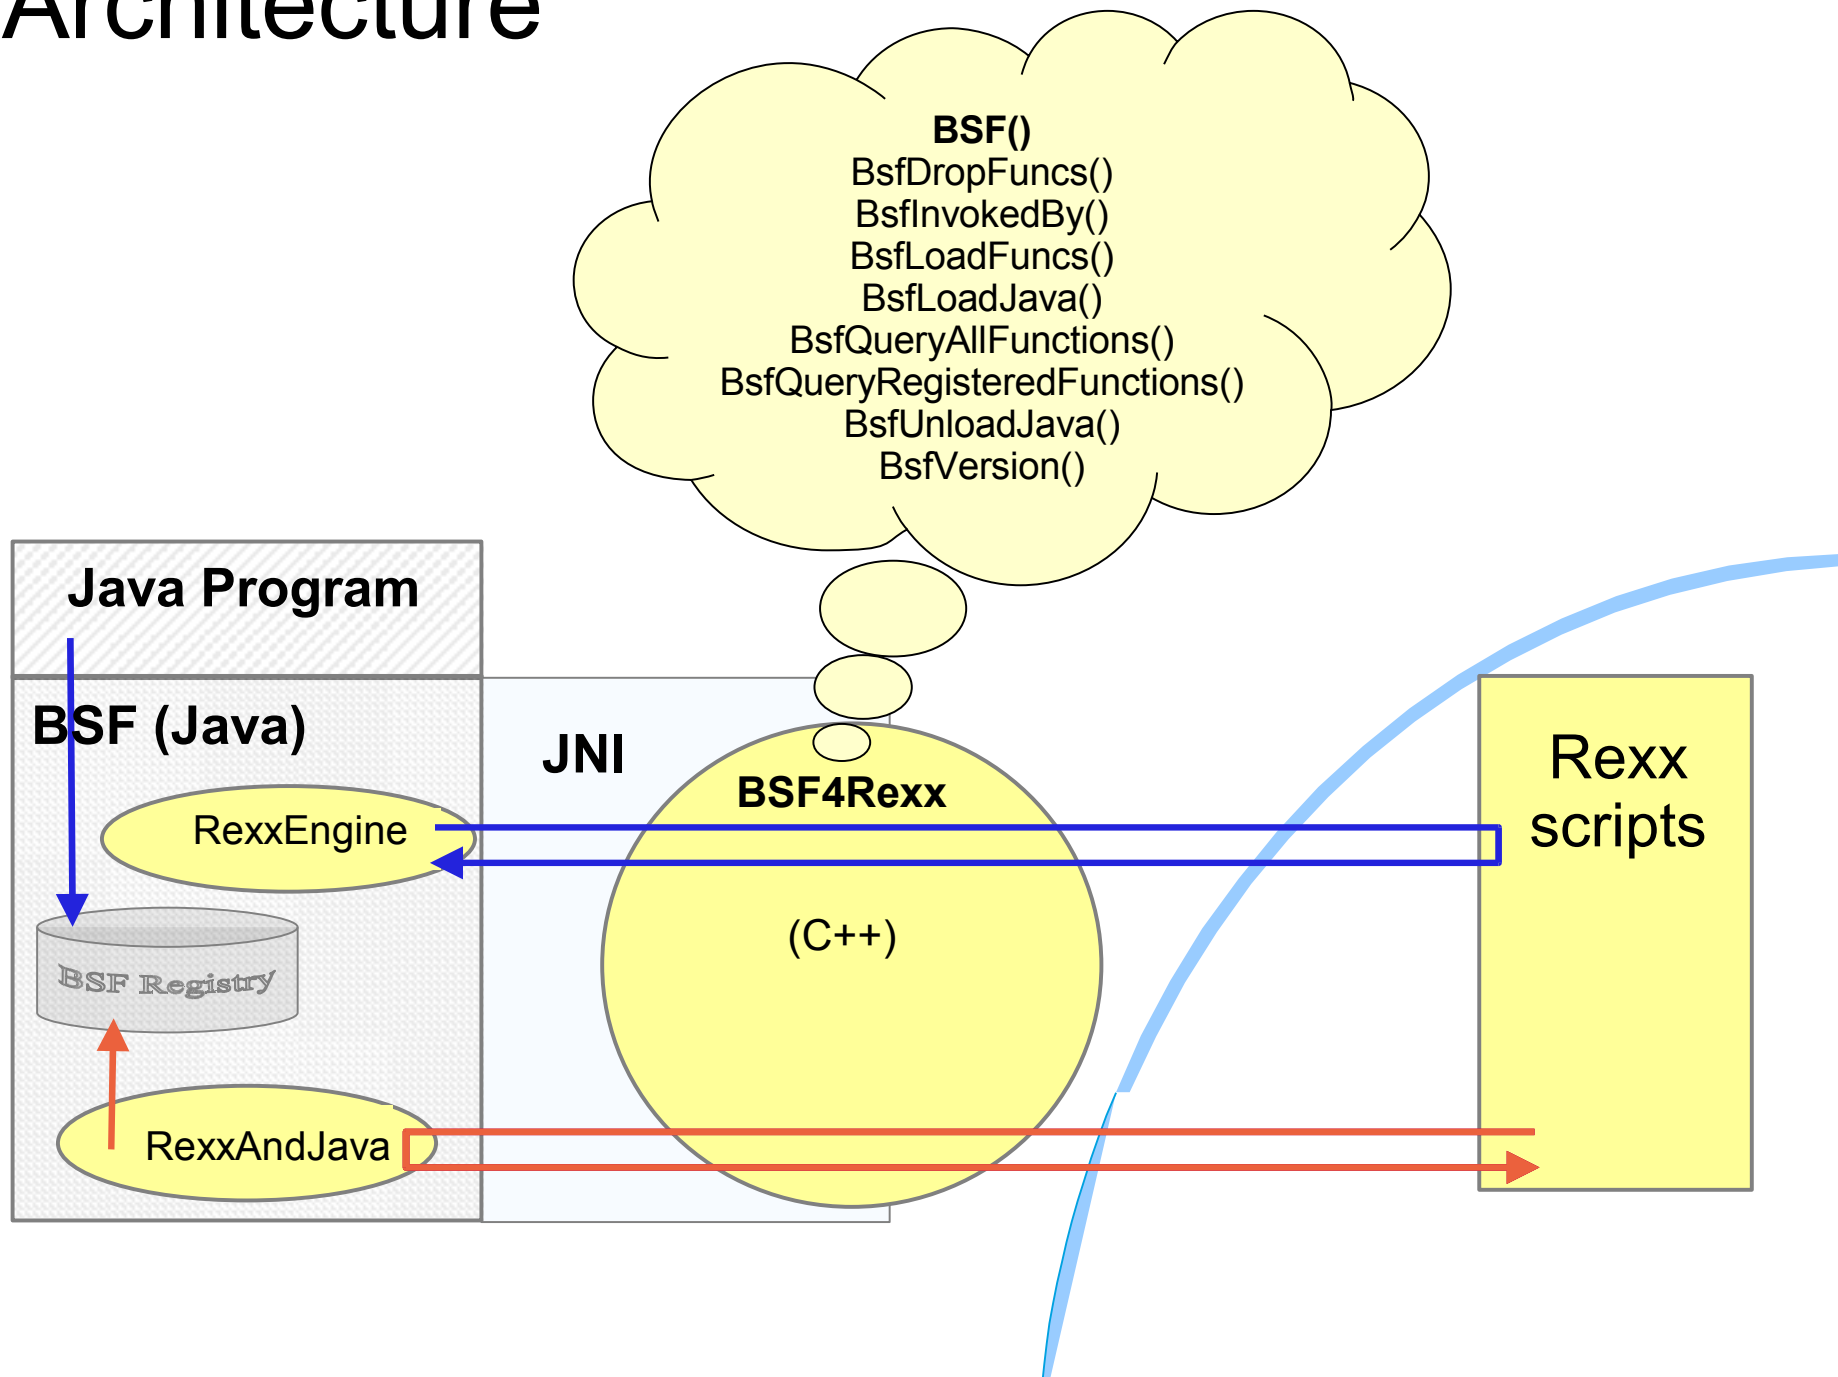 Architecture
BSF()
BsfDropFuncs()
BsfInvokedBy()
BsfLoadFuncs()
BsfLoadJava()
BsfQueryAllFunctions()
BsfQueryRegisteredFunctions()
BsfUnloadJava()
BsfVersion()
Java Program
BSF (Java)
JNI
BSF4Rexx
Rexx
scripts
RexxEngine
(C++)
BSF Registry
RexxAndJava